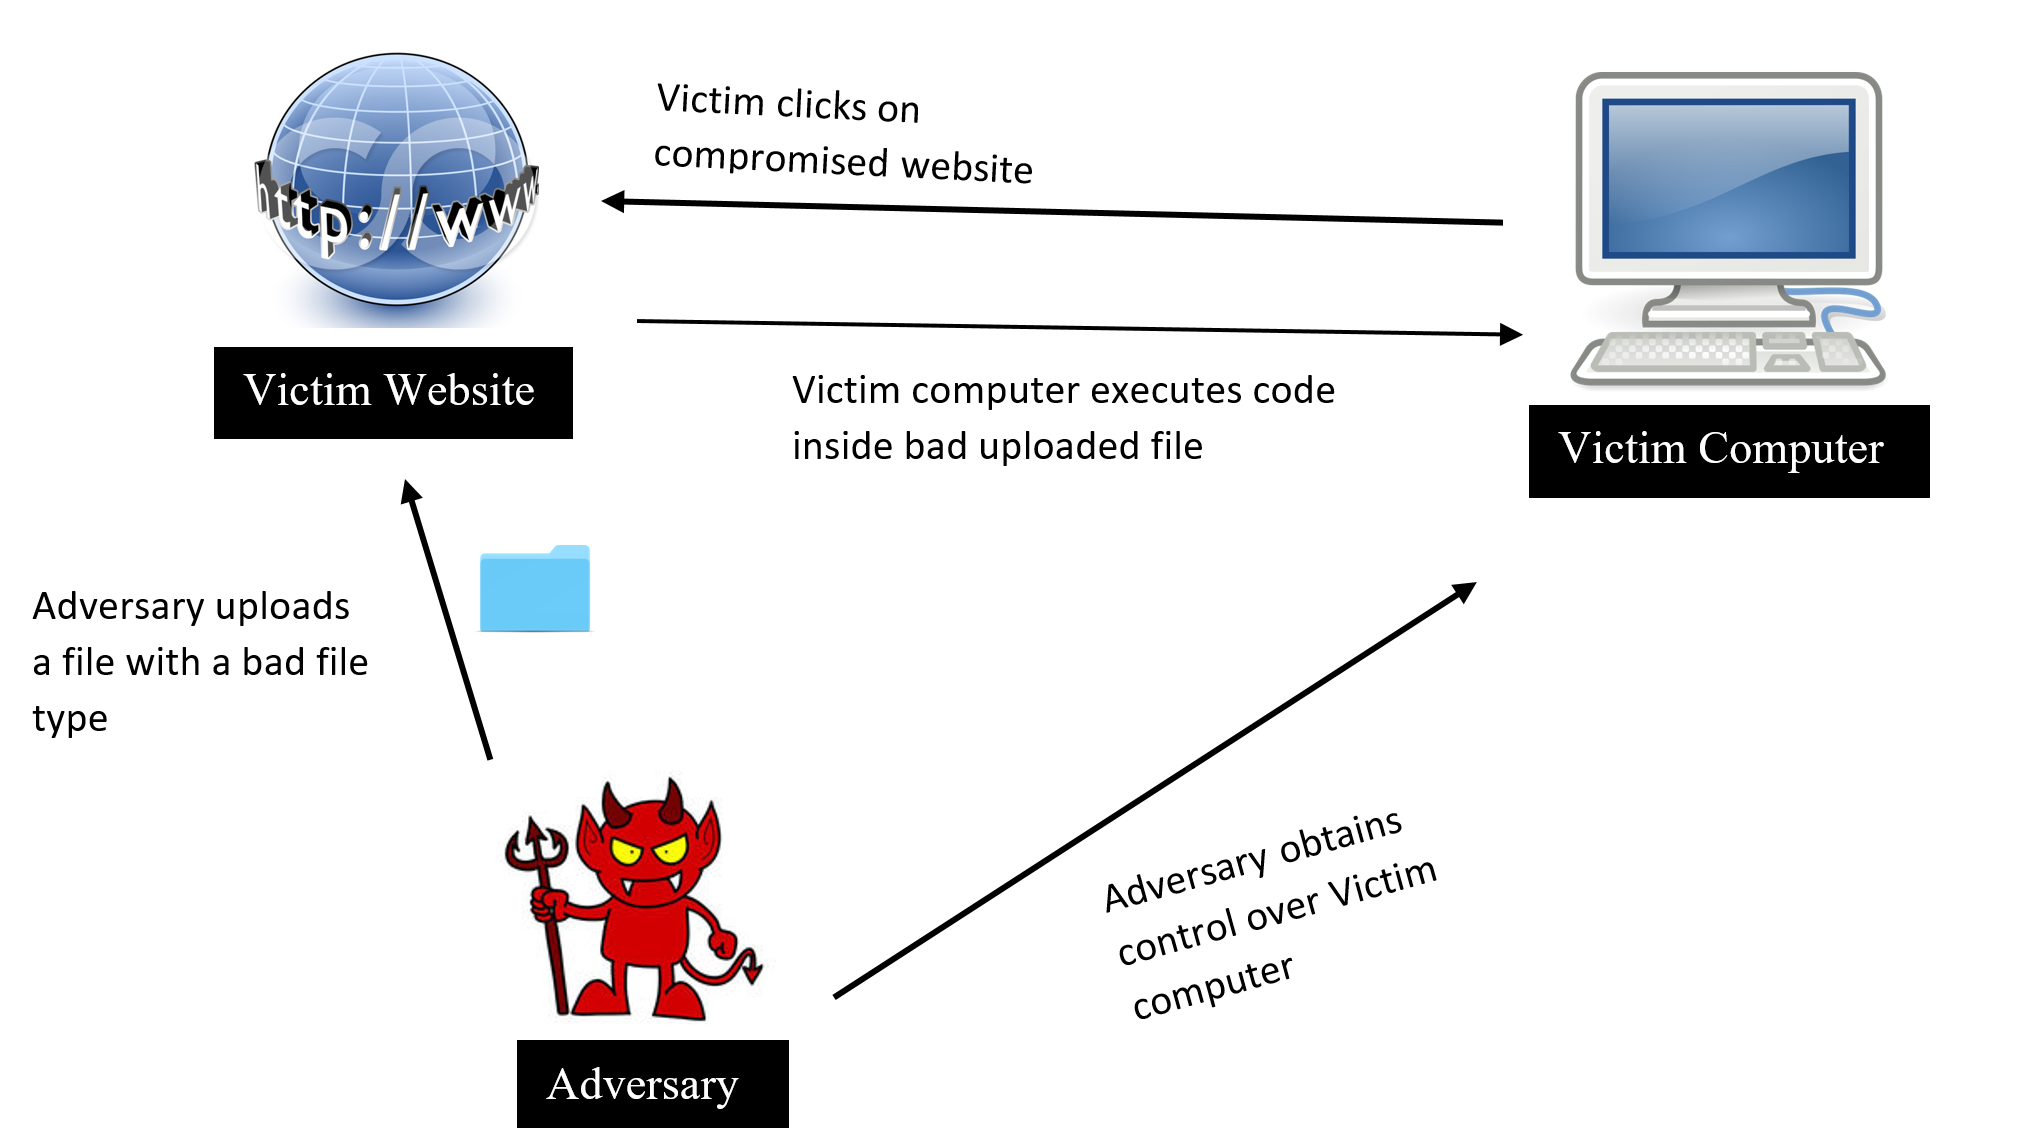 Victim clicks on
compromised website
http://www
Victim Website
Victim computer executes code
inside bad uploaded file
Victim Computer
Adversary uploads
a file with a bad file
type
Adversary obtains
control over Victim
computer
Adversary